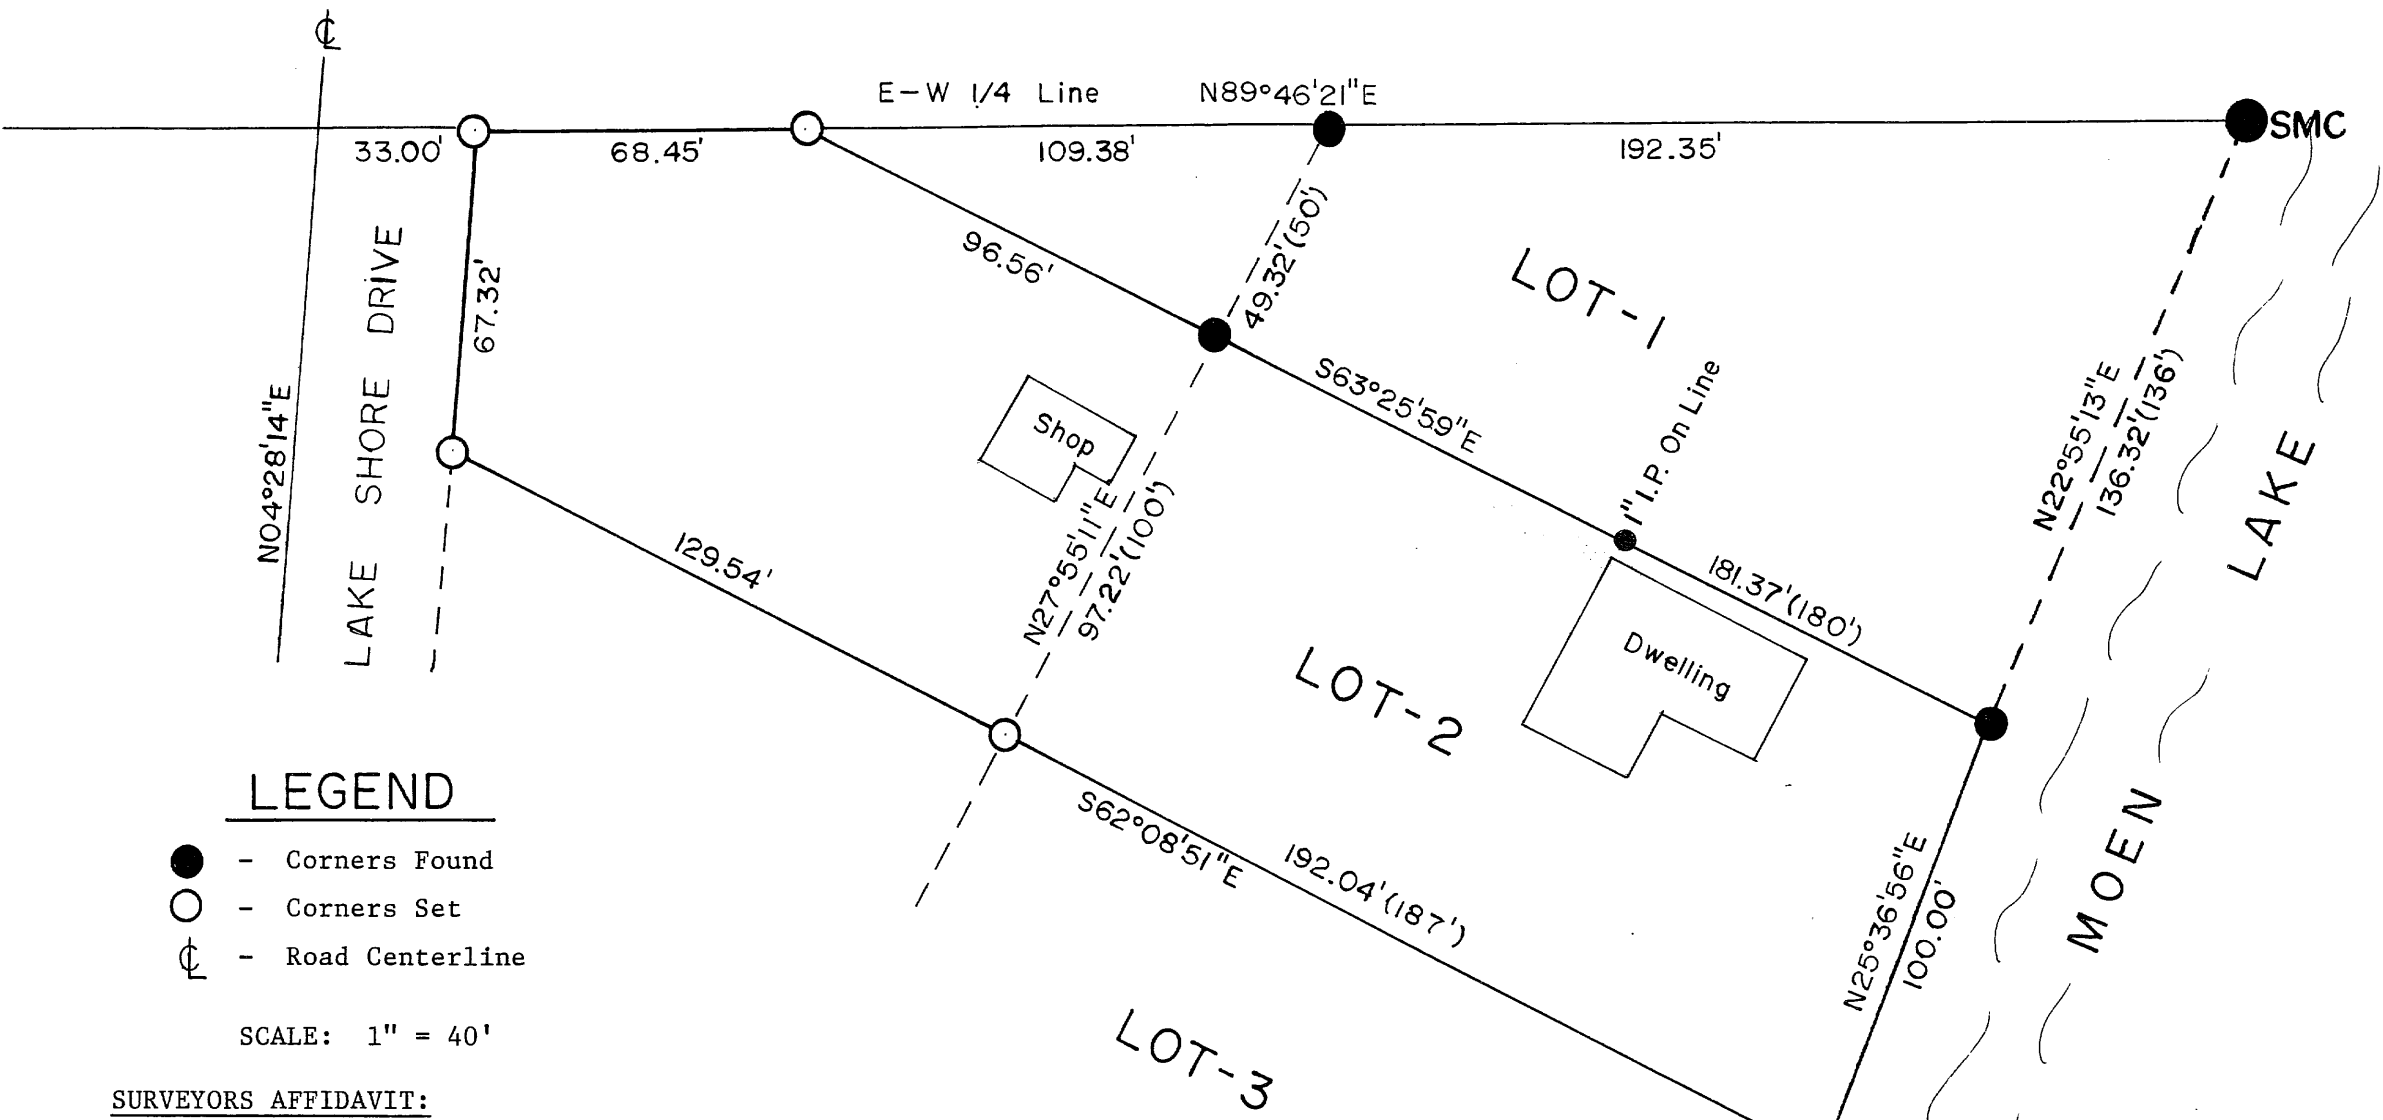 ℄
E-W 1/4 Line N89°46'21"E
SMC
33.00' 68.45' 109.38' 192.35'
67.32'
N04°28'14"E
LAKE SHORE DRIVE
96.56'
49.32'(50')
LOT-1
S63°25'59"E
1" I.P. On Line
181.37'(180')
N22°55'13"E
136.32'(136')
Shop
N27°55'11"E
97.22'(100')
129.54'
Dwelling
LOT-2
S62°08'51"E
192.04'(187')
N25°36'56"E
100.00'
MOEN LAKE
LOT-3
LEGEND
- Corners Found
- Corners Set
℄ - Road Centerline
SCALE: 1" = 40'
SURVEYORS AFFIDAVIT: